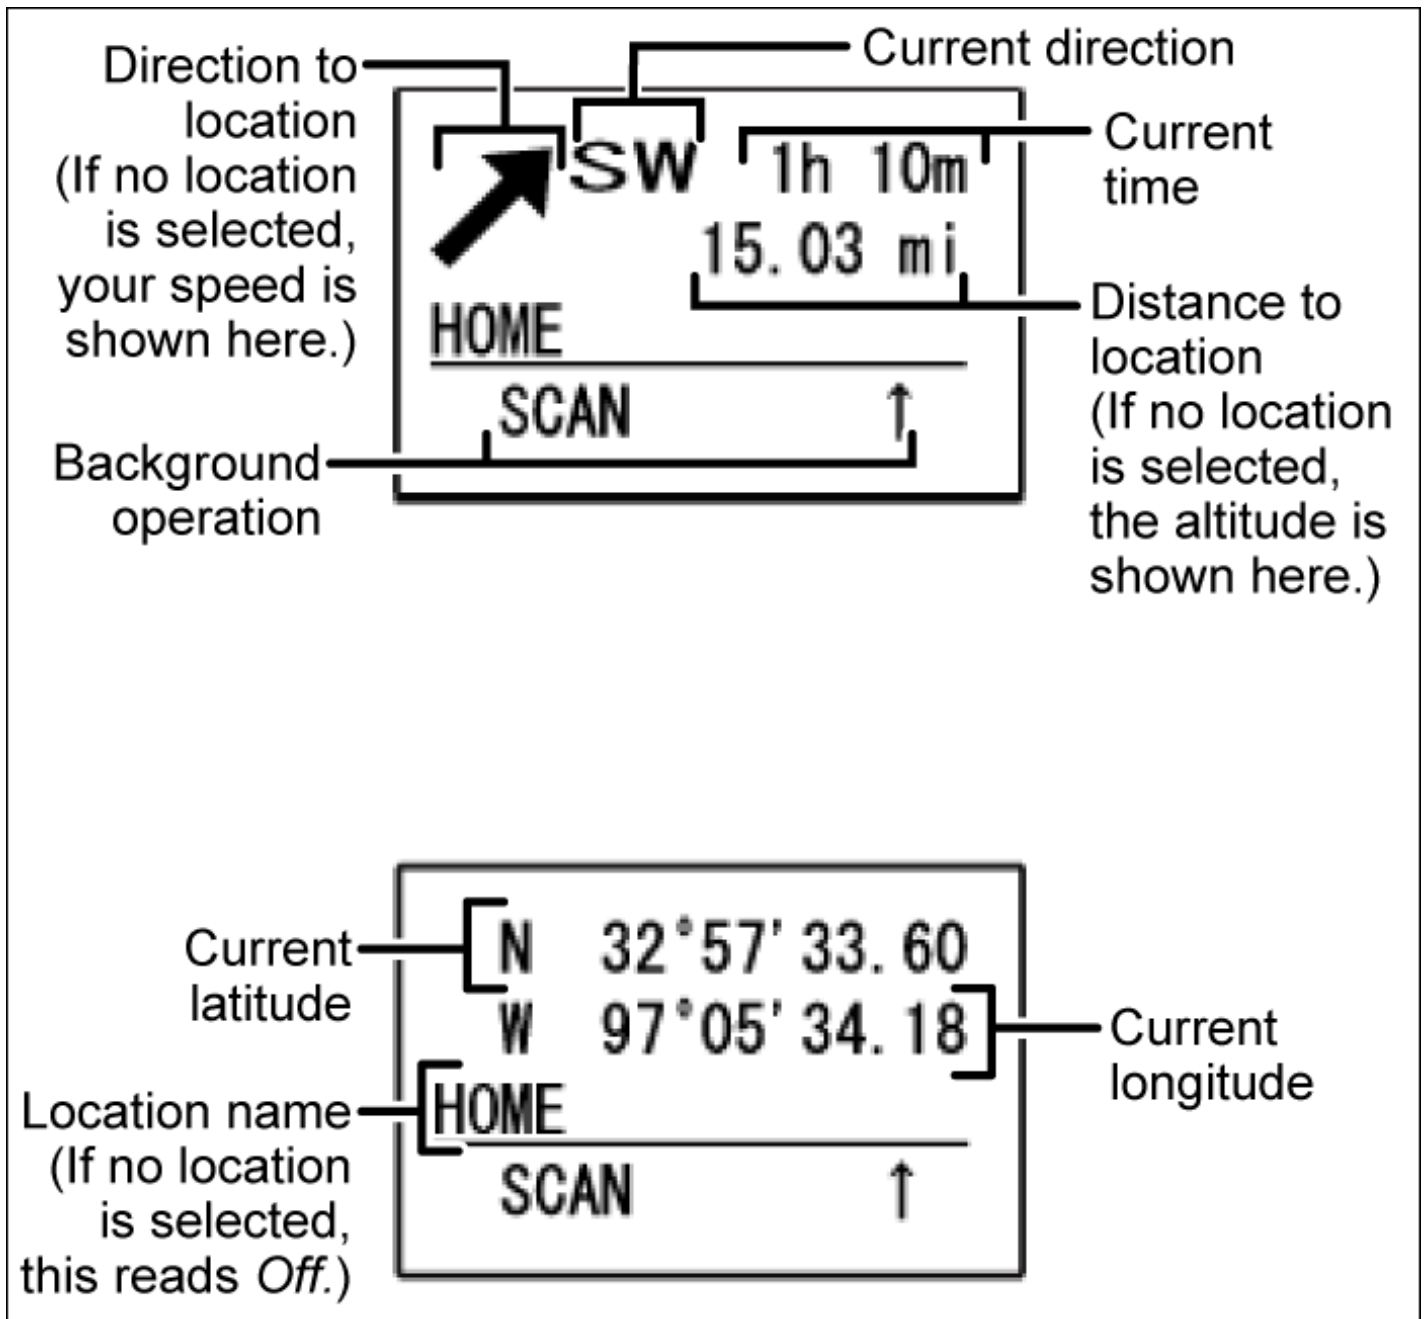 Direction to
location
(If no location
is selected,
your speed is
shown here.)
Current direction
SW
1h 10m
Current
time
15.03 mi
Distance to
location
(If no location
is selected,
the altitude is
shown here.)
HOME
SCAN ↑
Background
operation
Current
latitude
N 32°57'33.60
W 97°05'34.18
Current
longitude
Location name
(If no location
is selected,
this reads Off.)
HOME
SCAN ↑